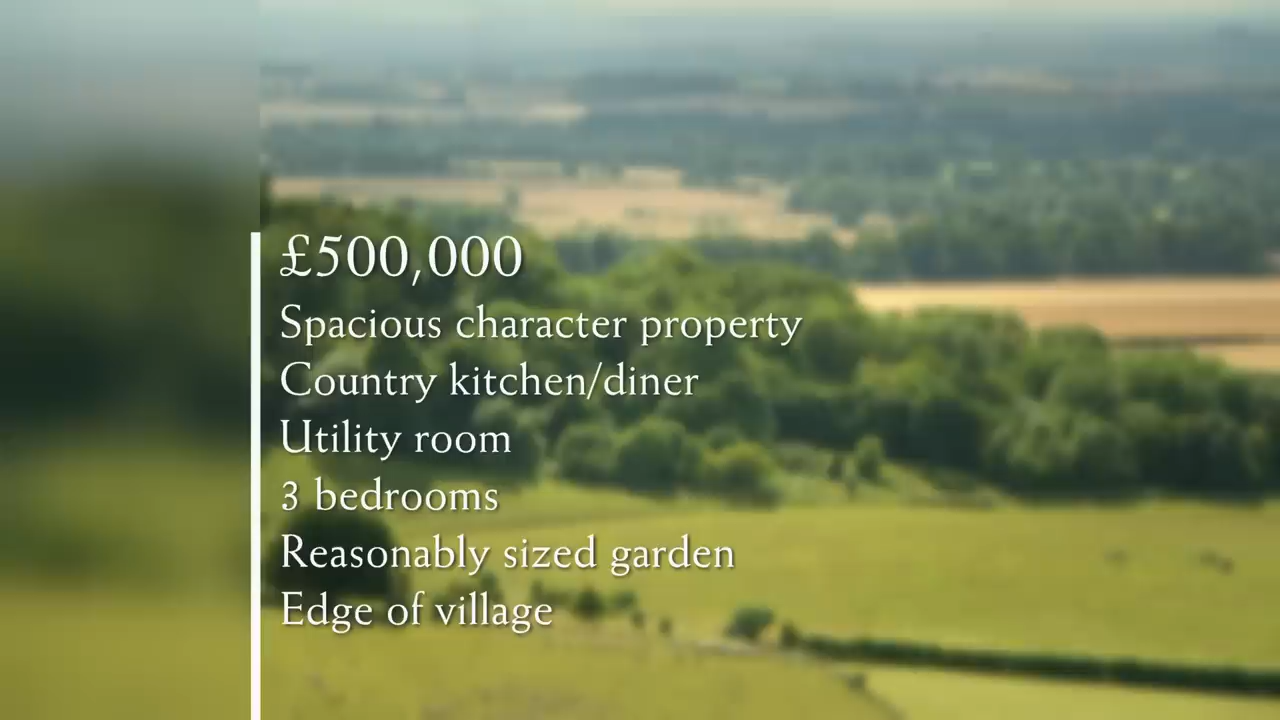 £500,000
Spacious character property
Country kitchen/diner
Utility room
3 bedrooms
Reasonably sized garden
Edge of village